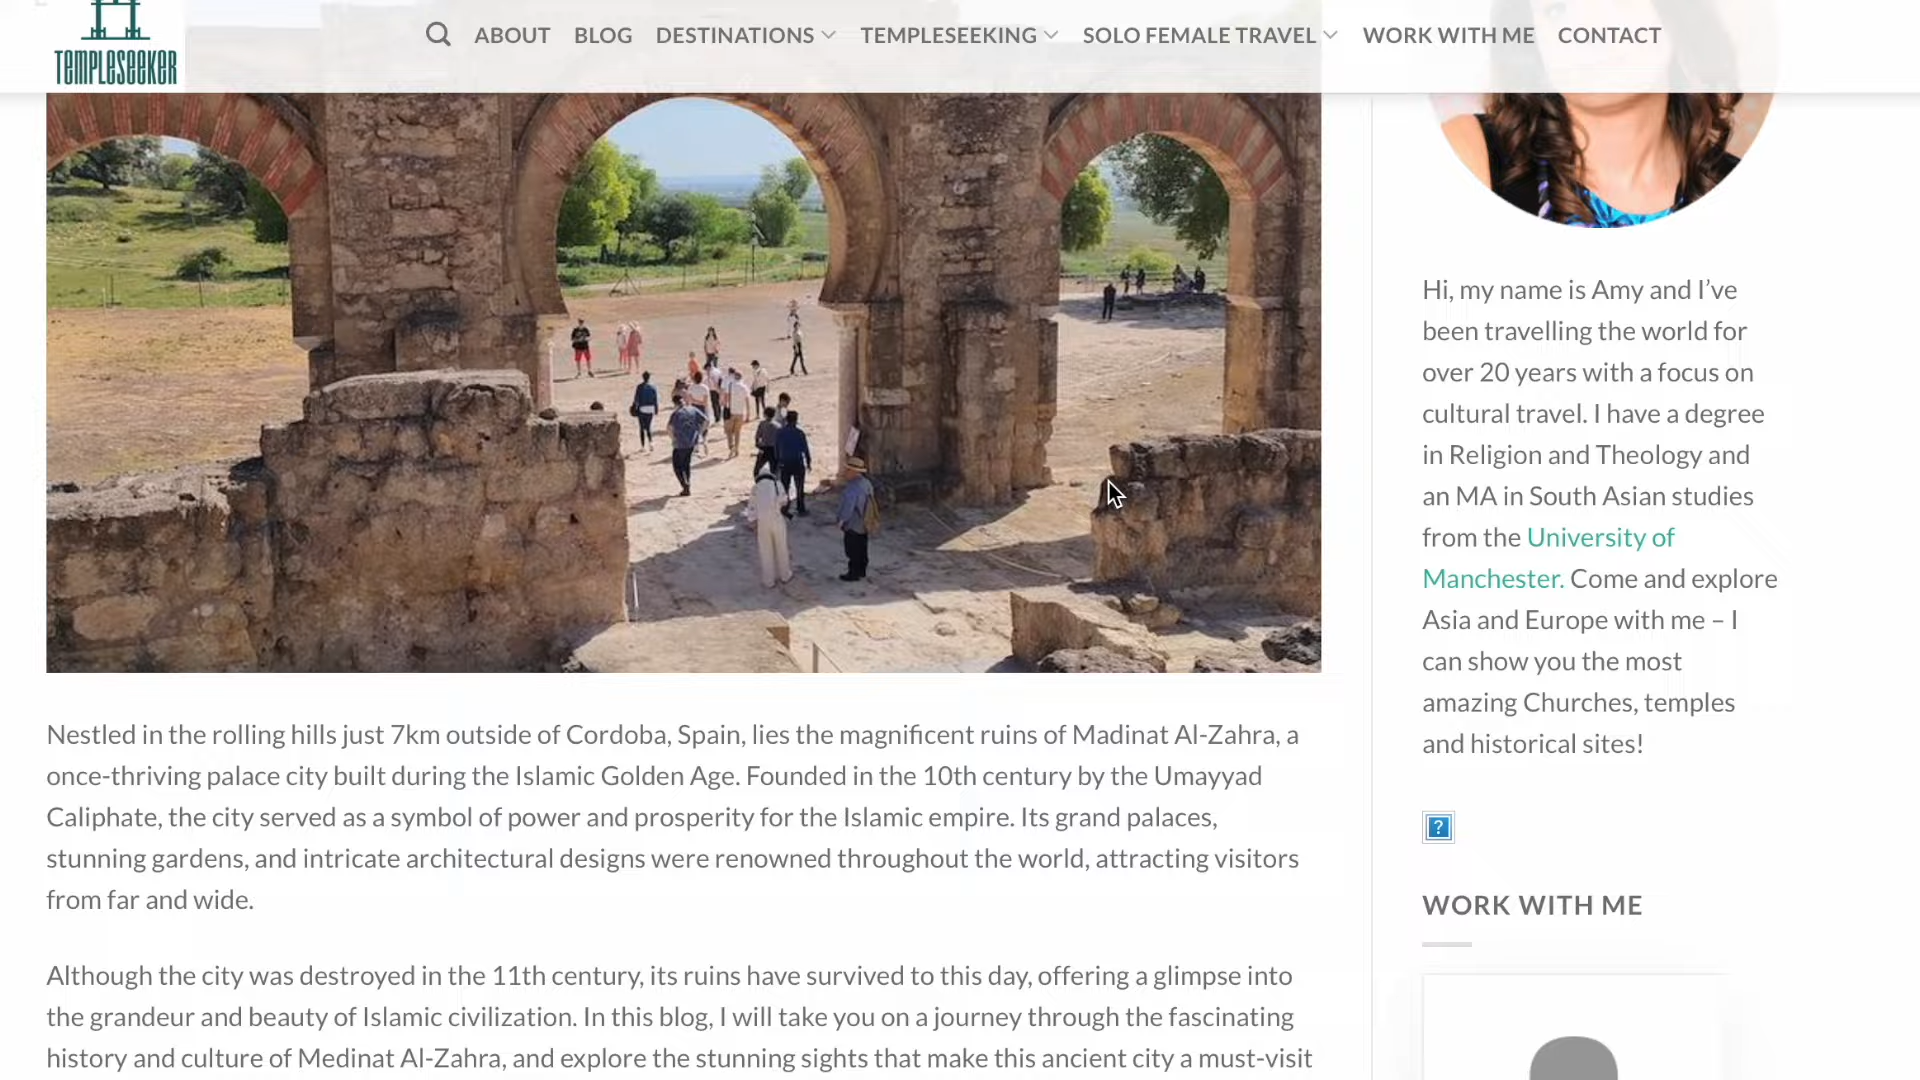 TEMPLESEEKER
ABOUT BLOG DESTINATIONS TEMPLESEEKING SOLO FEMALE TRAVEL WORK WITH ME CONTACT
Nestled in the rolling hills just 7km outside of Cordoba, Spain, lies the magnificent ruins of Madinat Al-Zahra, a
once-thriving palace city built during the Islamic Golden Age. Founded in the 10th century by the Umayyad
Caliphate, the city served as a symbol of power and prosperity for the Islamic empire. Its grand palaces,
stunning gardens, and intricate architectural designs were renowned throughout the world, attracting visitors
from far and wide.
Although the city was destroyed in the 11th century, its ruins have survived to this day, offering a glimpse into
the grandeur and beauty of Islamic civilization. In this blog, I will take you on a journey through the fascinating
history and culture of Medinat Al-Zahra, and explore the stunning sights that make this ancient city a must-visit
Hi, my name is Amy and I’ve
been travelling the world for
over 20 years with a focus on
cultural travel. I have a degree
in Religion and Theology and
an MA in South Asian studies
from the University of
Manchester. Come and explore
Asia and Europe with me – I
can show you the most
amazing Churches, temples
and historical sites!
?
WORK WITH ME